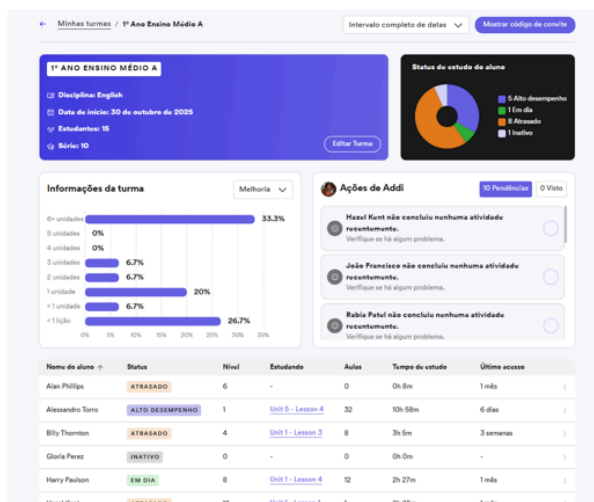 ← Minhas turmas / 1º Ano Ensino Médio A
Intervalo completo de datas
Mostrar código de convite
1º ANO ENSINO MÉDIO A
Disciplina: English
Data de início: 30 de outubro de 2025
Estudantes: 15
Série: 10
Editar Turma
Status de estudo do aluno
5 Alto desempenho
1 Em dia
8 Atrasado
1 Inativo
Informações da turma
Melhoria
6+ unidades 33.3%
5 unidades 0%
4 unidades 0%
3 unidades 6.7%
2 unidades 6.7%
1 unidade 20%
<1 unidade 6.7%
<1 lição 26.7%
0% 5% 10% 15% 20% 25% 30% 35%
Ações de Addi
10 Pendências
0 Visto
Hazel Kent não concluiu nenhuma atividade
recentemente.
Verifique se há algum problema.
João Francisco não concluiu nenhuma atividade
recentemente.
Verifique se há algum problema.
Rabia Patel não concluiu nenhuma atividade
recentemente.
Verifique se há algum problema.
Nome do aluno Status Nível Estudando Aulas Tempo de estudo Último acesso
Alan Phillips ATRASADO 6 - 0 0h 8m 1 mês
Alessandro Torro ALTO DESEMPENHO 1 Unit 5 - Lesson 4 32 10h 58m 6 dias
Billy Thornton ATRASADO 4 Unit 1 - Lesson 3 8 3h 5m 3 semanas
Gloria Perez INATIVO 0 - 0 0h 0m -
Harry Paulson EM DIA 8 Unit 1 - Lesson 4 12 2h 27m 1 mês